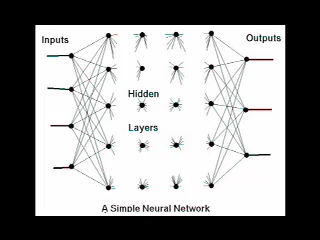 Inputs
Outputs
Hidden
Layers
A Simple Neural Network